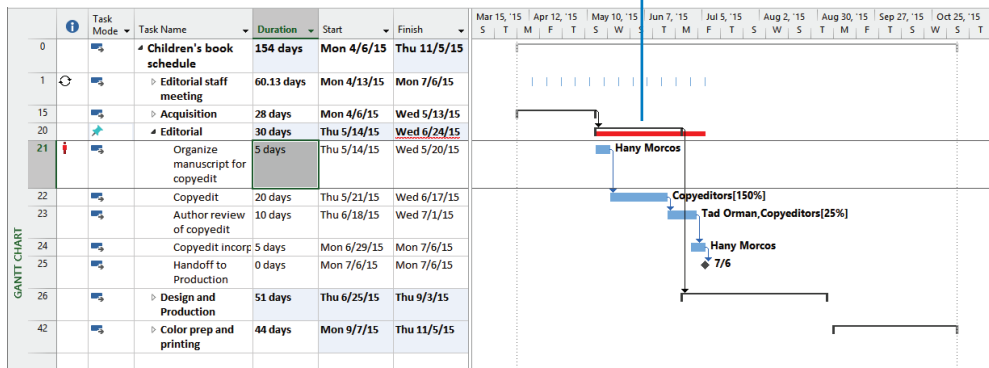 Task
Mode
Task Name
Duration
Start
Finish
Mar 15, '15 Apr 12, '15 May 10, '15 Jun 7, '15 Jul 5, '15 Aug 2, '15 Aug 30, '15 Sep 27, '15 Oct 25, '15
S T M F T S W S T M F T S W S T M F T S
0 Children's book 154 days Mon 4/6/15 Thu 11/5/15
schedule
1 Editorial staff 60.13 days Mon 4/13/15 Mon 7/6/15
meeting
15 Acquisition 28 days Mon 4/6/15 Wed 5/13/15
20 Editorial 30 days Thu 5/14/15 Wed 6/24/15
21 Organize 5 days Thu 5/14/15 Wed 5/20/15 Hany Morcos
manuscript for
copyedit
22 Copyedit 20 days Thu 5/21/15 Wed 6/17/15 Copyeditors[150%]
23 Author review 10 days Thu 6/18/15 Wed 7/1/15 Tad Orman,Copyeditors[25%]
of copyedit
24 Copyedit incorp 5 days Mon 6/29/15 Mon 7/6/15 Hany Morcos
25 Handoff to 0 days Mon 7/6/15 Mon 7/6/15 7/6
Production
26 Design and 51 days Thu 6/25/15 Thu 9/3/15
Production
42 Color prep and 44 days Mon 9/7/15 Thu 11/5/15
printing
GANTT CHART